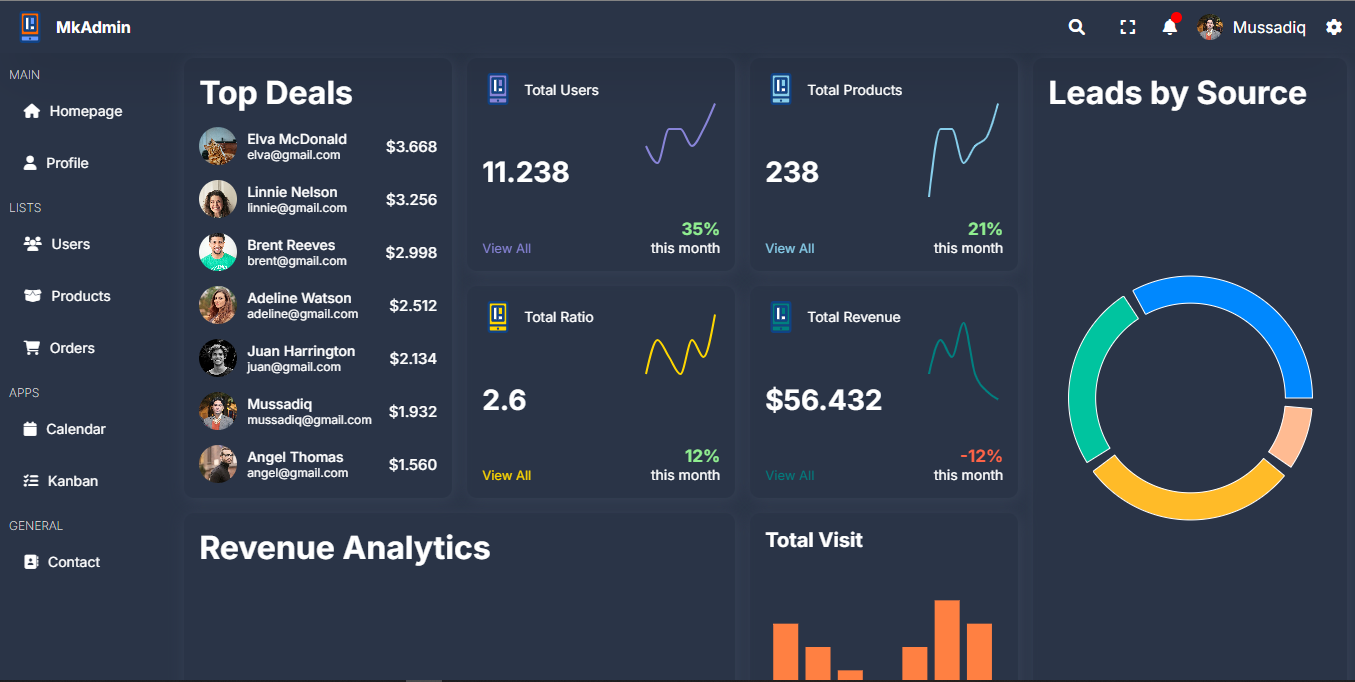 MkAdmin
Mussadiq
MAIN
Homepage
Profile
LISTS
Users
Products
Orders
APPS
Calendar
Kanban
GENERAL
Contact
Top Deals
Elva McDonald
elva@gmail.com
$3.668
Linnie Nelson
linnie@gmail.com
$3.256
Brent Reeves
brent@gmail.com
$2.998
Adeline Watson
adeline@gmail.com
$2.512
Juan Harrington
juan@gmail.com
$2.134
Mussadiq
mussadiq@gmail.com
$1.932
Angel Thomas
angel@gmail.com
$1.560
Total Users
11.238
35%
View All
this month
Total Products
238
21%
View All
this month
Total Ratio
2.6
12%
View All
this month
Total Revenue
$56.432
-12%
View All
this month
Leads by Source
Revenue Analytics
Total Visit